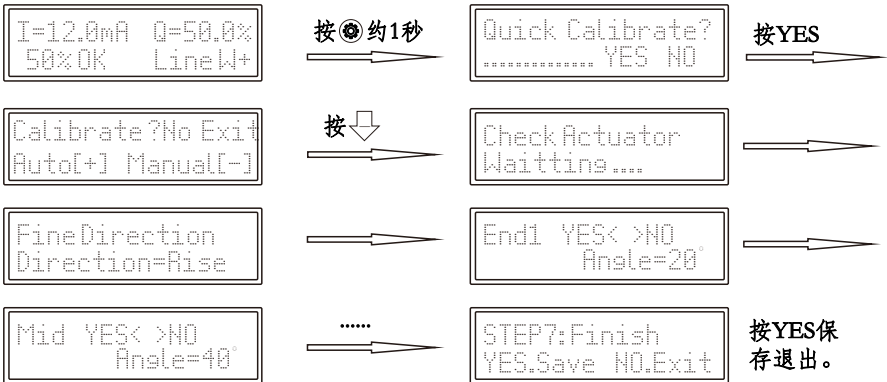 I=12.0mA Q=50.0%
50%OK LineW+
按 约1秒
Quick Calibrate?
.............. YES NO
按YES
Calibrate?No Exit
Auto[+] Manual[-]
按
Check Actuator
Waitting....
FineDirection
Direction=Rise
End1 YES< >NO
Angle=20°
Mid YES< >NO
Angle=40°
......
STEP7:Finish
YES.Save NO.Exit
按YES保
存退出。